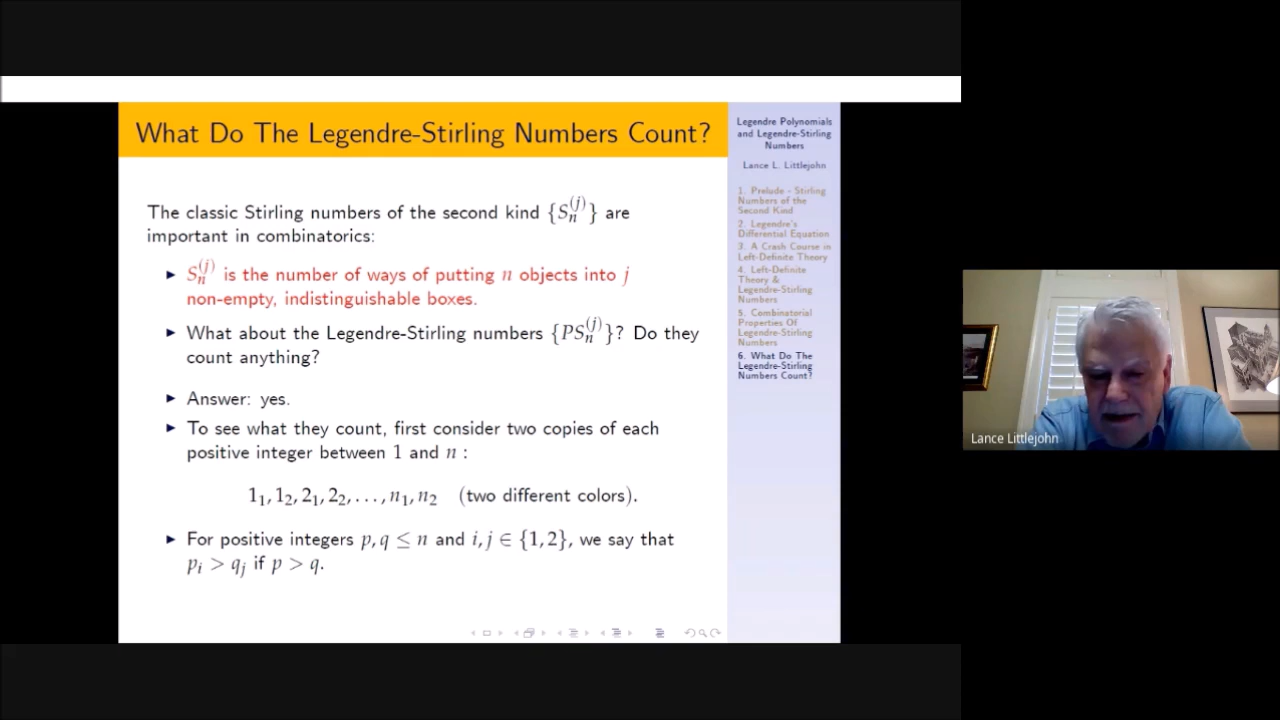 What Do The Legendre-Stirling Numbers Count?
The classic Stirling numbers of the second kind {S_n^{(j)}} are
important in combinatorics:
► S_n^{(j)} is the number of ways of putting n objects into j
non-empty, indistinguishable boxes.
► What about the Legendre-Stirling numbers {PS_n^{(j)}}? Do they
count anything?
► Answer: yes.
► To see what they count, first consider two copies of each
positive integer between 1 and n :
1₁, 1₂, 2₁, 2₂, . . . , n₁, n₂ (two different colors).
► For positive integers p, q ≤ n and i, j ∈ {1, 2}, we say that
p_i > q_j if p > q.
Legendre Polynomials
and Legendre-Stirling
Numbers
Lance L. Littlejohn
1. Prelude - Stirling
Numbers of the
Second Kind
2. Legendre's
Differential Equation
3. A Crash Course in
Left-Definite Theory
4. Left-Definite
Theory &
Legendre-Stirling
Numbers
5. Combinatorial
Properties Of
Legendre-Stirling
Numbers
6. What Do The
Legendre-Stirling
Numbers Count?
Lance Littlejohn